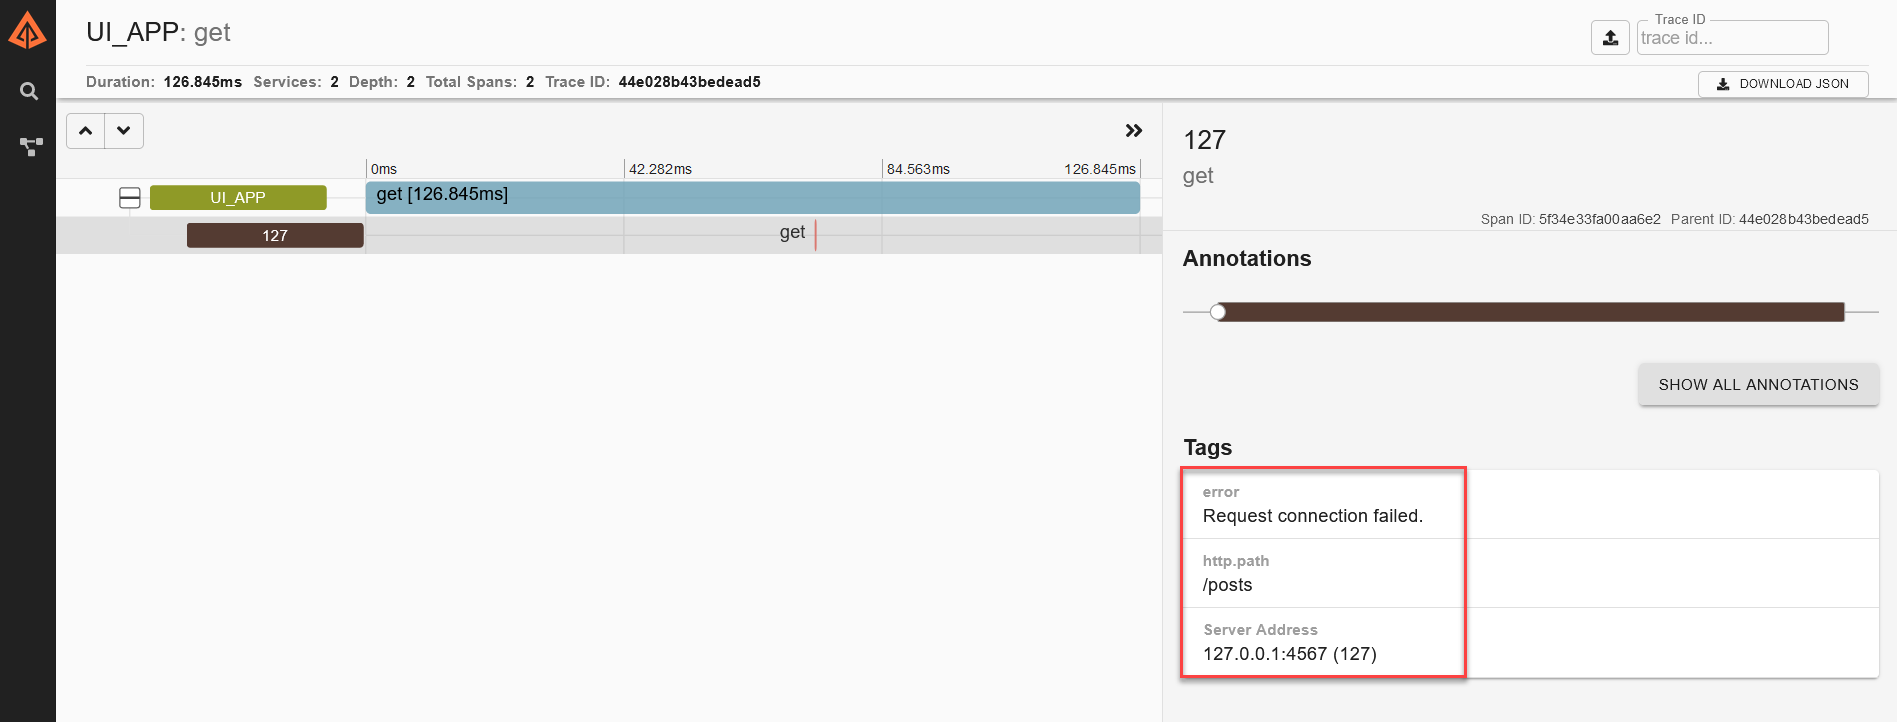 UI_APP: get
Trace ID
trace id...
Duration: 126.845ms Services: 2 Depth: 2 Total Spans: 2 Trace ID: 44e028b43bedead5
DOWNLOAD JSON
0ms 42.282ms 84.563ms 126.845ms
UI_APP get [126.845ms]
127 get
127
get
Span ID: 5f34e33fa00aa6e2 Parent ID: 44e028b43bedead5
Annotations
SHOW ALL ANNOTATIONS
Tags
error
Request connection failed.
http.path
/posts
Server Address
127.0.0.1:4567 (127)